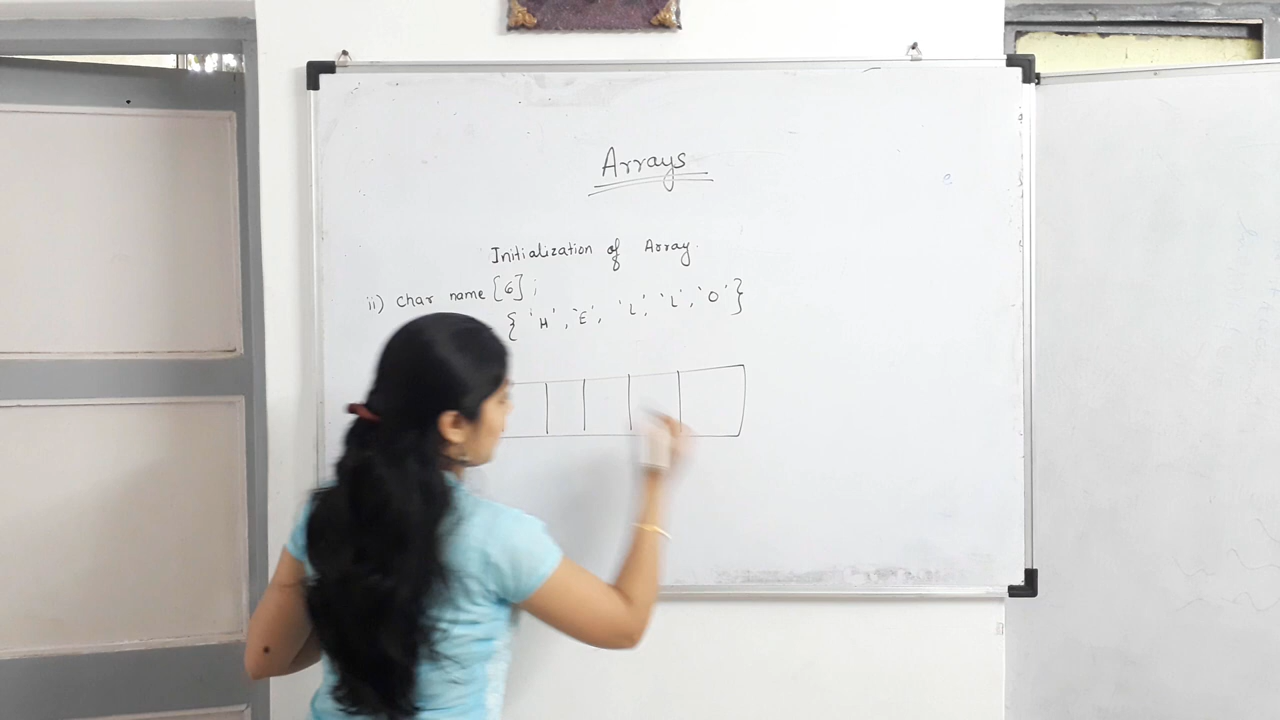 Arrays
Initialization of Array.
ii) char name [6] ;
{ 'H' , 'E', 'L', 'L', 'O' }